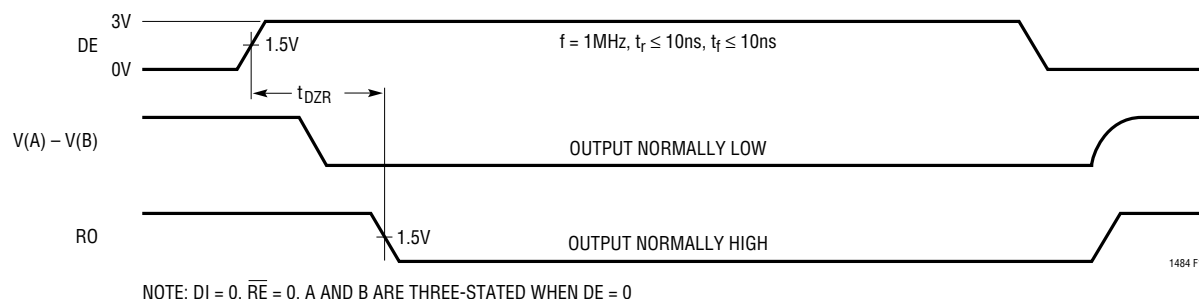 3V
DE
1.5V
f = 1MHz, tr ≤ 10ns, tf ≤ 10ns
0V
tDZR
V(A) – V(B)
OUTPUT NORMALLY LOW
RO
1.5V
OUTPUT NORMALLY HIGH
1484 F
NOTE: DI = 0, R̅E̅ = 0, A AND B ARE THREE-STATED WHEN DE = 0